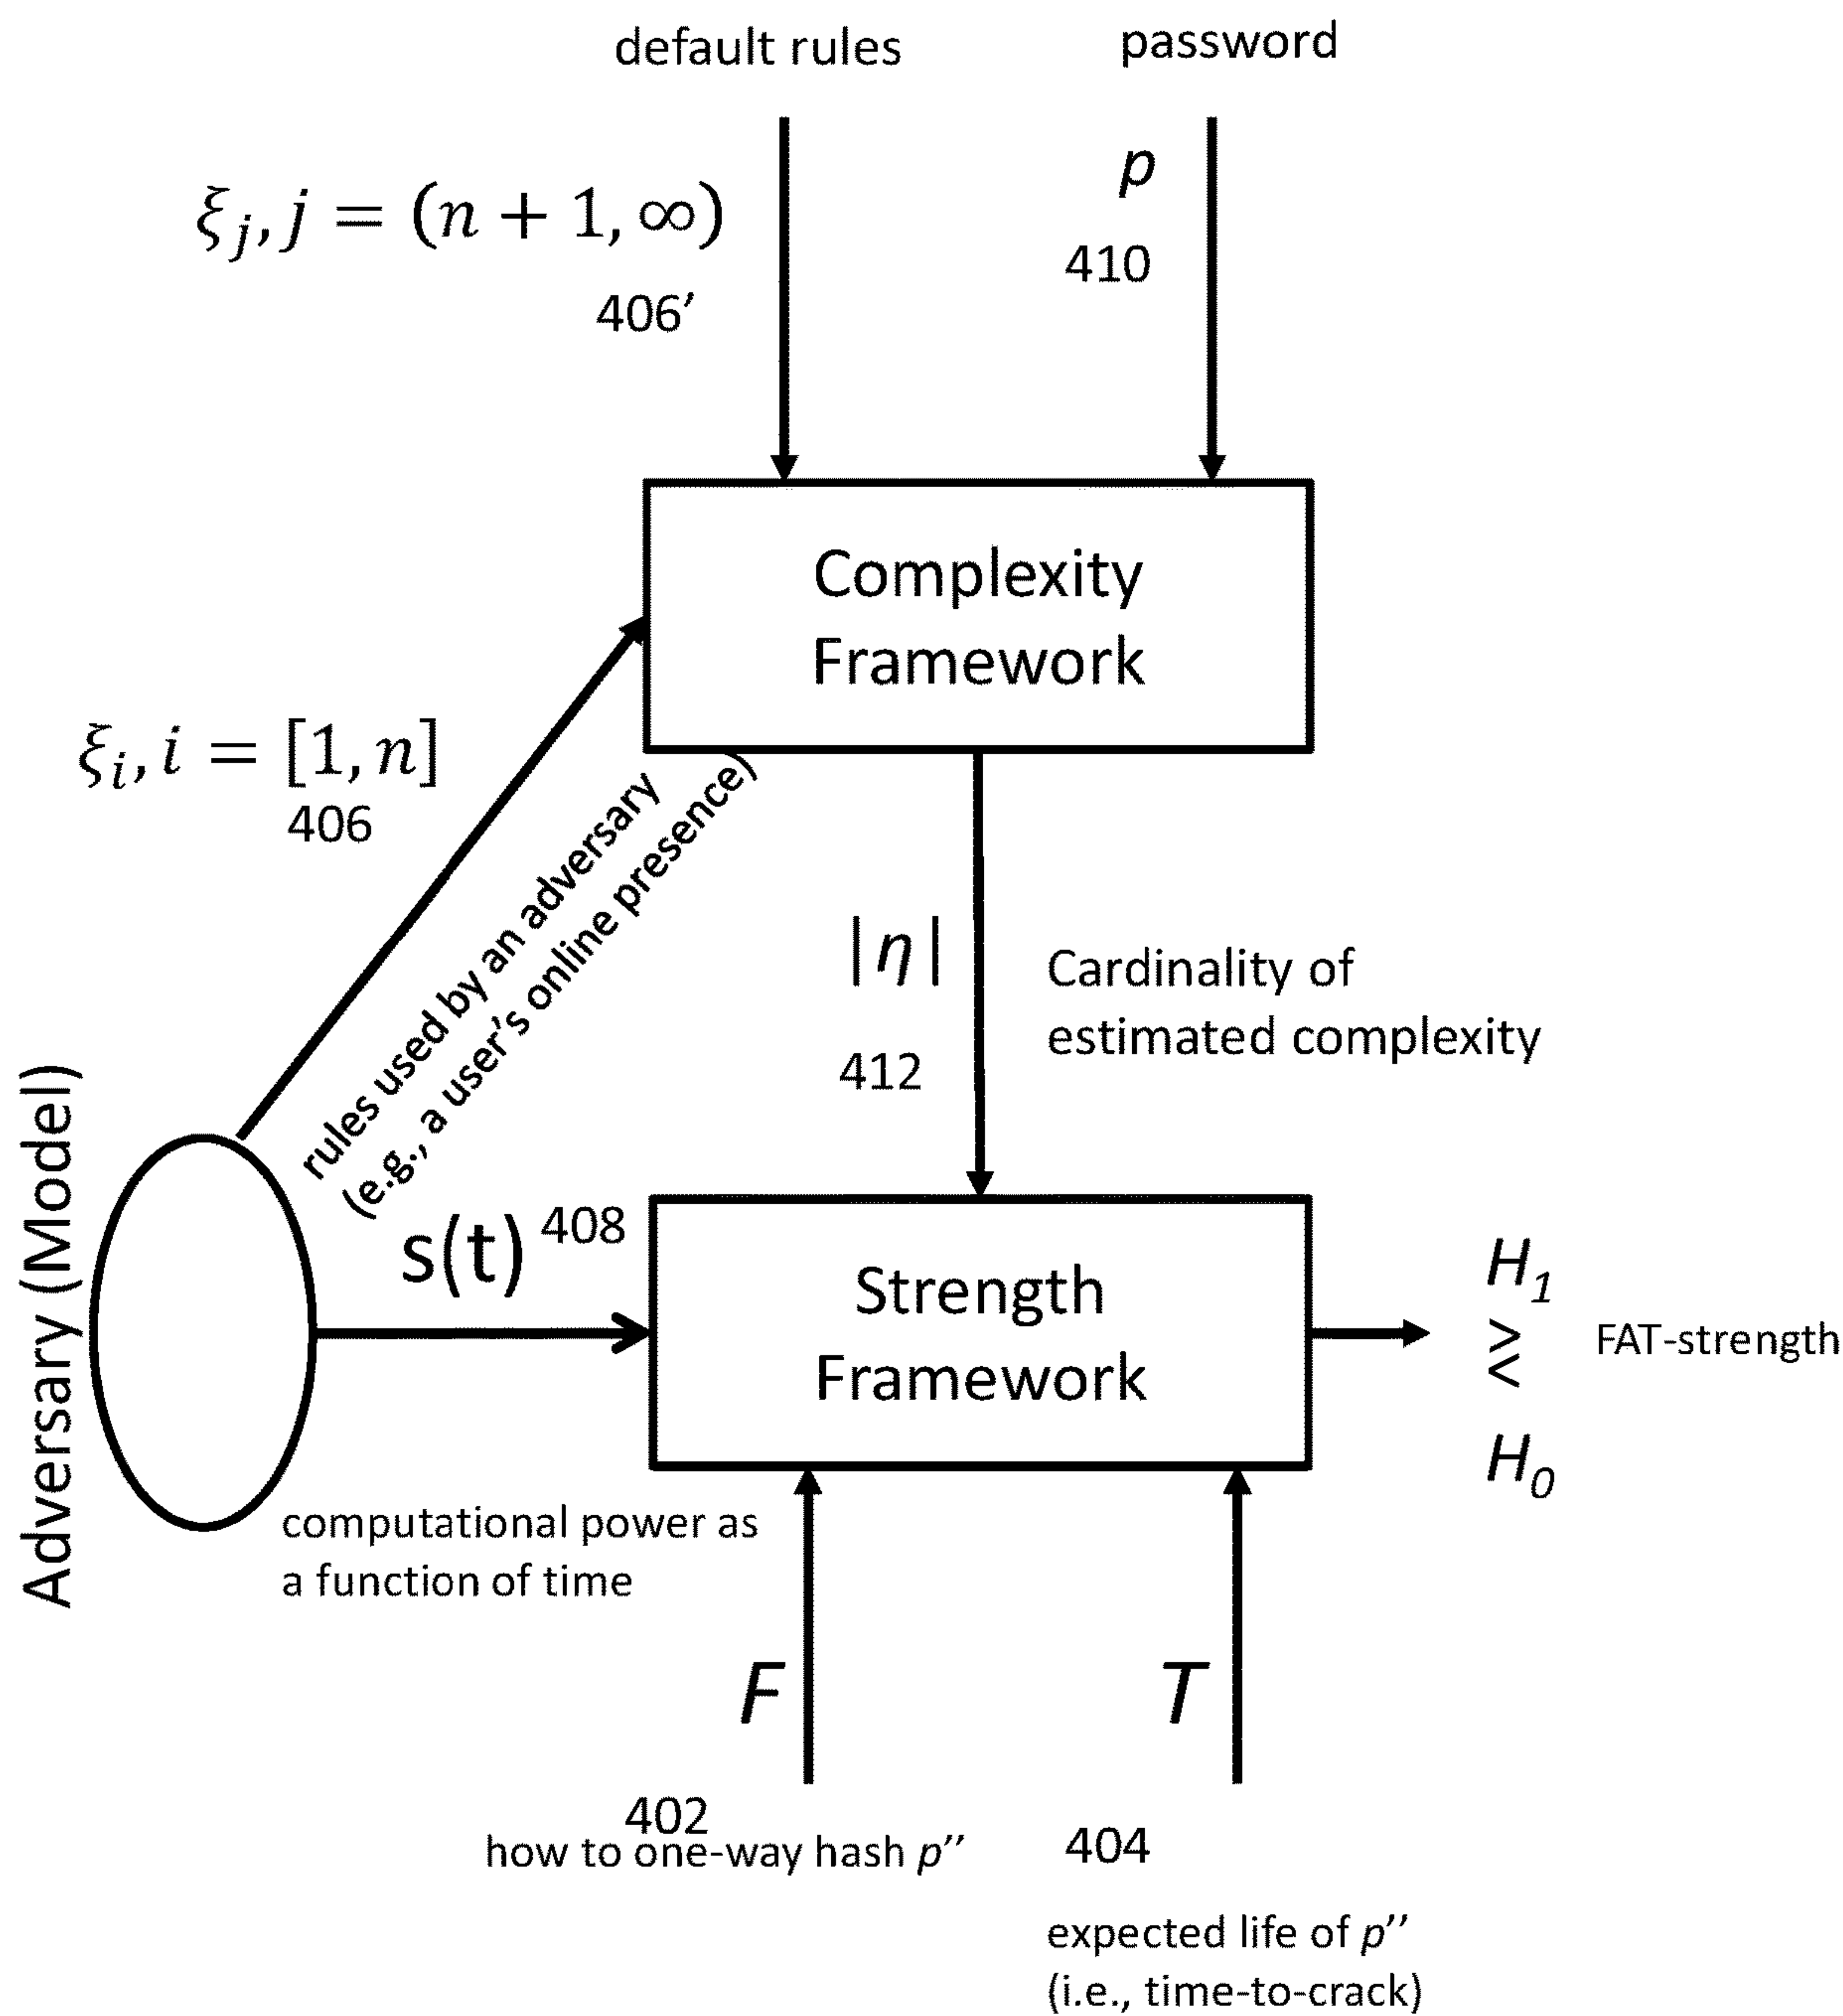 default rules
password
p
ξj, j = (n + 1, ∞)
406’
410
Complexity
Framework
ξi, i = [1, n]
406
rules used by an adversary
(e.g., a user’s online presence)
|η|
412
Cardinality of
estimated complexity
Adversary (Model)
s(t)
408
Strength
Framework
H1
≷
H0
FAT-strength
computational power as
a function of time
F
T
402
how to one-way hash p’’
404
expected life of p’’
(i.e., time-to-crack)